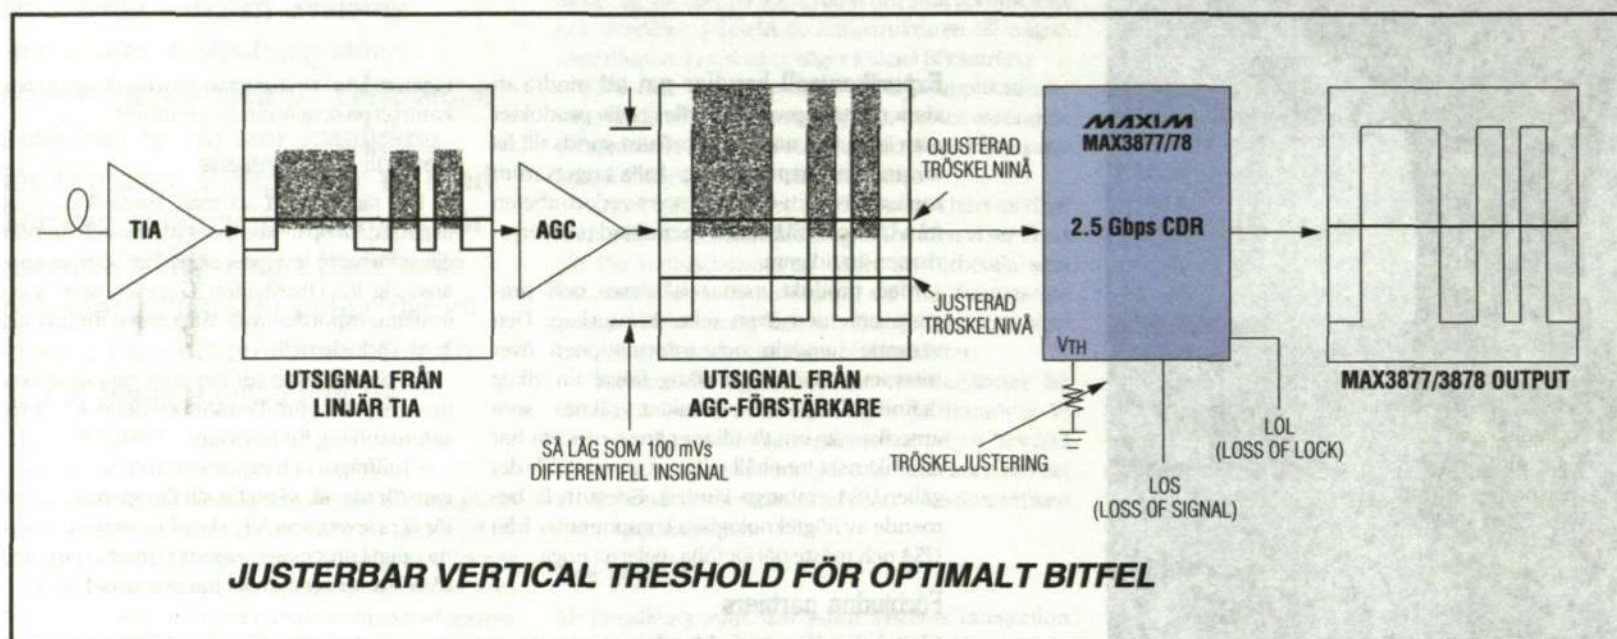 TIA
UTSIGNAL FRÅN
LINJÄR TIA
AGC
UTSIGNAL FRÅN
AGC-FÖRSTÄRKARE
SÅ LÅG SOM 100 mVs
DIFFERENTIELL INSIGNAL
OJUSTERAD
TRÖSKELNINÅ
JUSTERAD
TRÖSKELNIVÅ
MAXIM
MAX3877/78
2.5 Gbps CDR
VTH
TRÖSKELJUSTERING
LOS
(LOSS OF SIGNAL)
LOL
(LOSS OF LOCK)
MAX3877/3878 OUTPUT
JUSTERBAR VERTICAL TRESHOLD FÖR OPTIMALT BITFEL